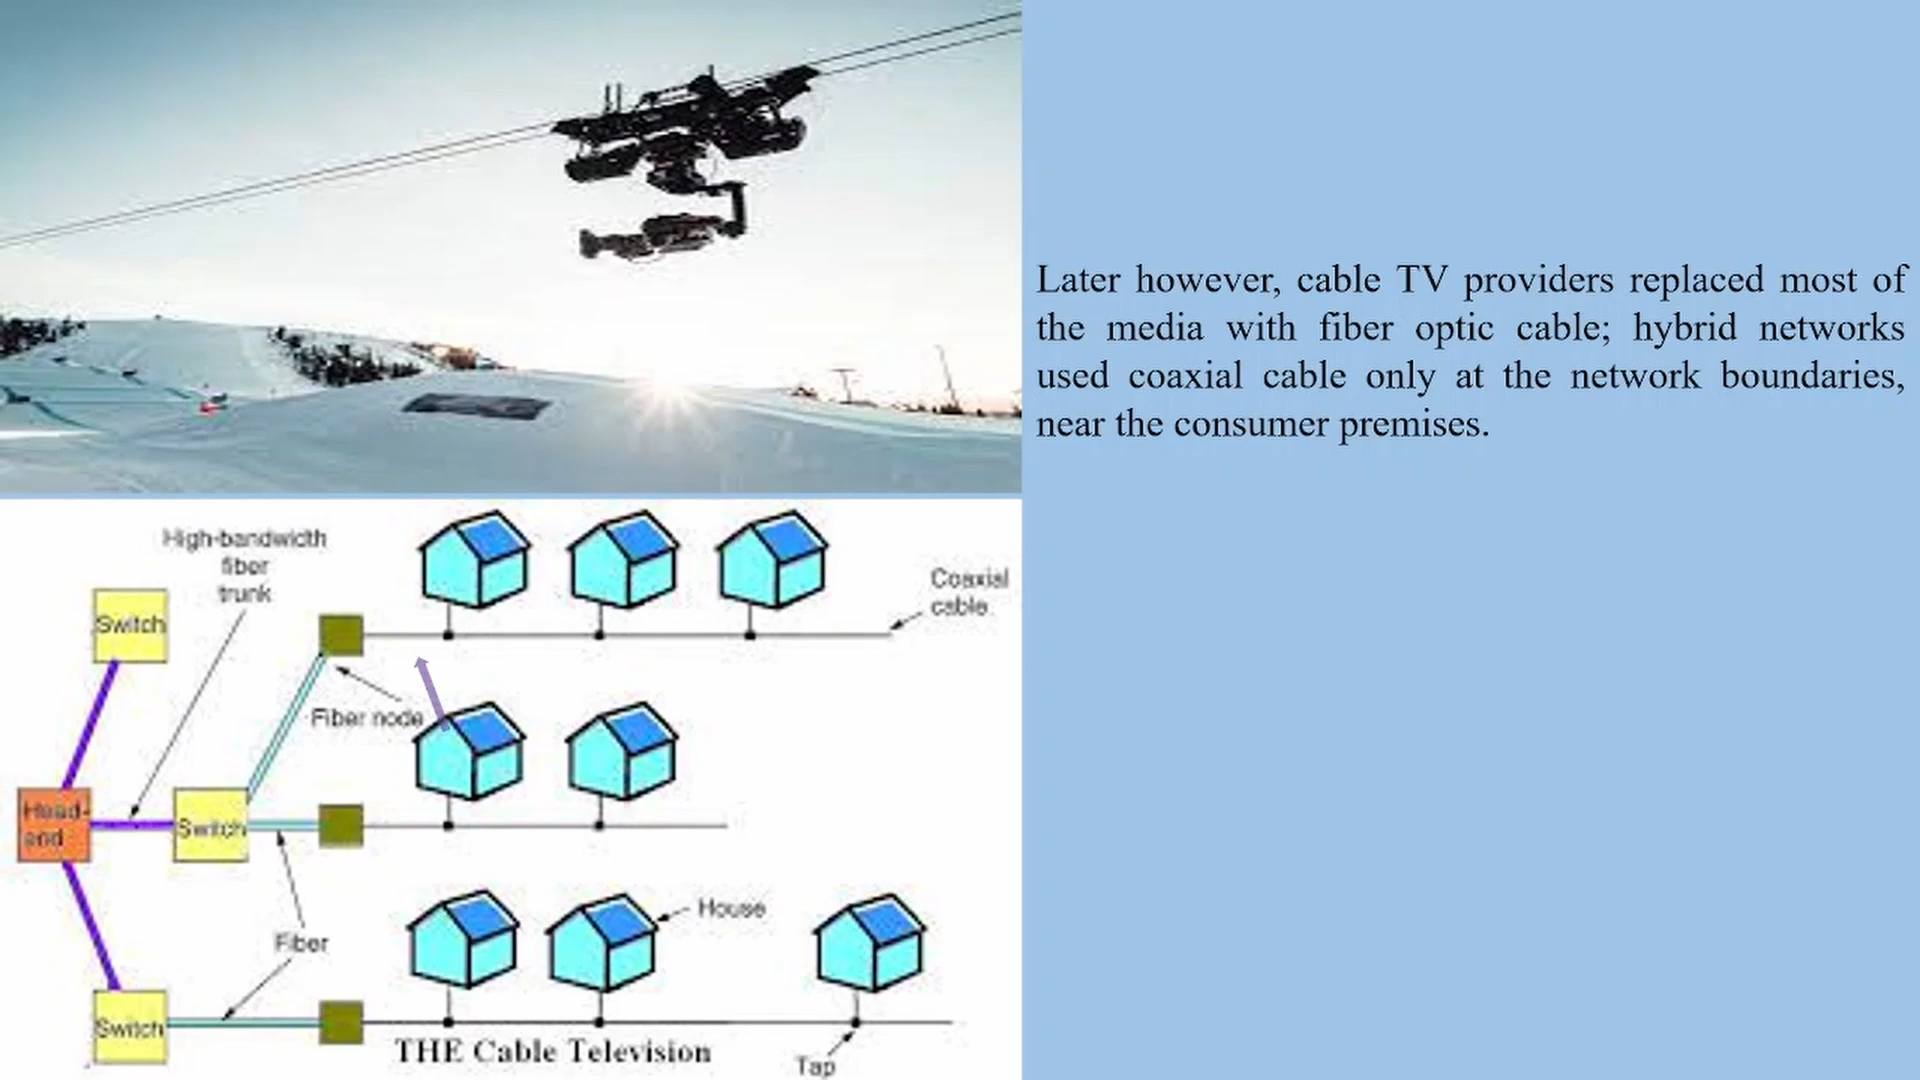 Later however, cable TV providers replaced most of
the media with fiber optic cable; hybrid networks
used coaxial cable only at the network boundaries,
near the consumer premises.
High-bandwidth
fiber
trunk
Coaxial
cable
Switch
Fiber node
Head-
end
Switch
House
Fiber
Switch
THE Cable Television
Tap